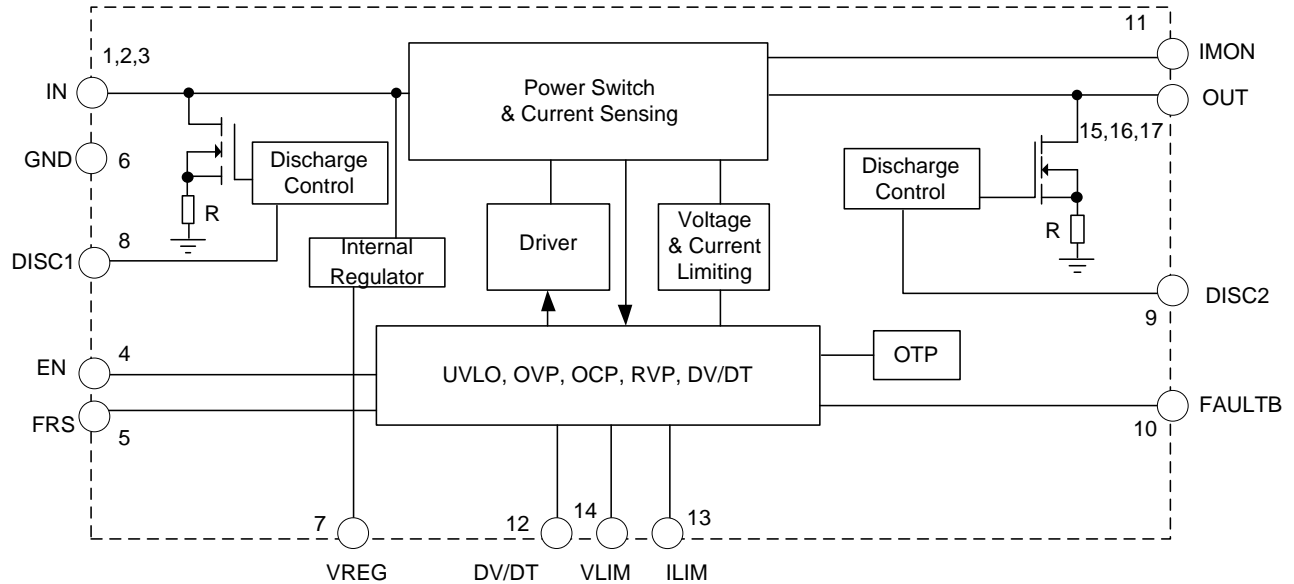 11
IMON
1,2,3
IN
Power Switch
& Current Sensing
OUT
15,16,17
GND
6
Discharge
Control
Discharge
Control
R
R
8
DISC1
Internal
Regulator
Driver
Voltage
& Current
Limiting
DISC2
9
4
EN
UVLO, OVP, OCP, RVP, DV/DT
OTP
FRS
5
FAULTB
10
7
12
14
13
VREG
DV/DT
VLIM
ILIM